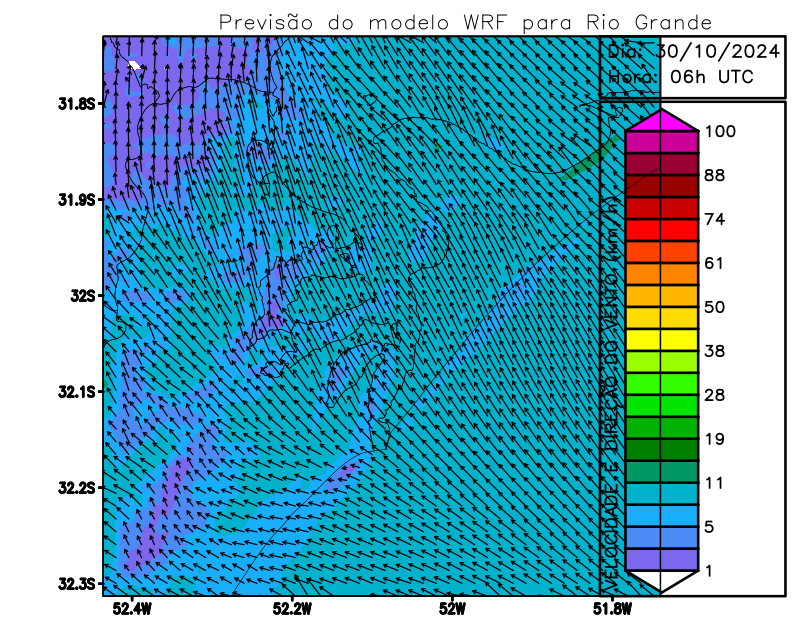 Previsão do modelo WRF para Rio Grande
Dia: 30/10/2024
Hora: 06h UTC
31.8S
31.9S
32S
32.1S
32.2S
32.3S
52.4W
52.2W
52W
51.8W
VELOCIDADE E DIREÇÃO DO VENTO (km/h)
100
88
74
61
50
38
28
19
11
5
1